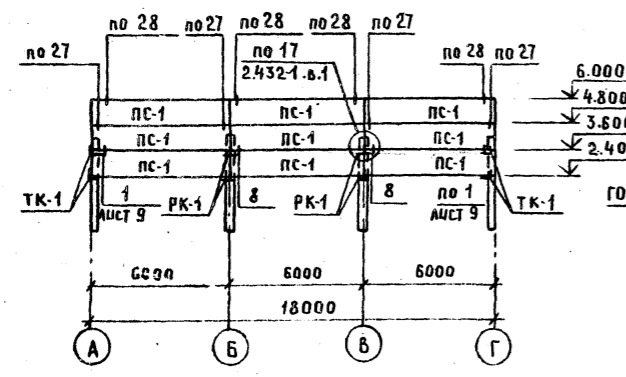 по 28 по 27 по 28 по 27
по 27 по 17 по 28 по 27
2.432-1.в.1
6.000
ПС-1 ПС-1 ПС-1 4.800
3.600
ПС-1 ПС-1 ПС-1
2.40
ПС-1 ПС-1 ПС-1
ТК-1 1 РК-1 8 РК-1 8 по 1 ТК-1
лист 9 лист 9
6000 6000 6000
18000
А Б В Г